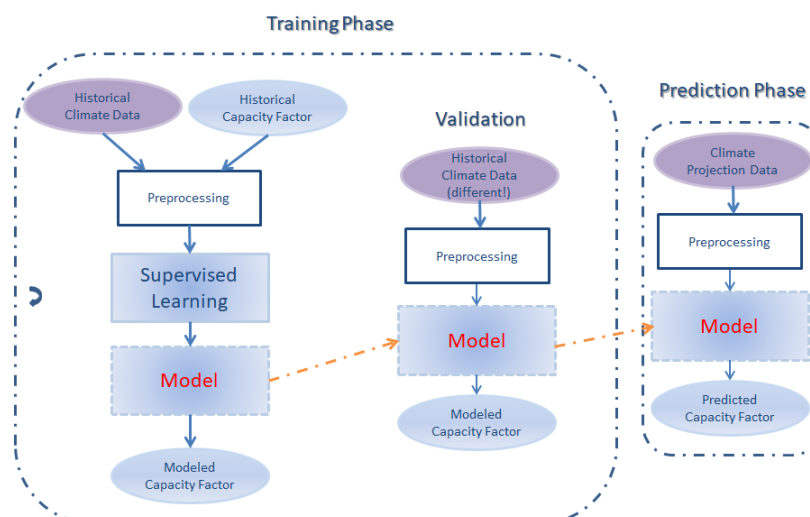 Training Phase
Historical
Climate Data
Historical
Capacity Factor
Preprocessing
Supervised
Learning
Model
Modeled
Capacity Factor
Validation
Historical
Climate Data
(different!)
Preprocessing
Model
Modeled
Capacity Factor
Prediction Phase
Climate
Projection Data
Preprocessing
Model
Predicted
Capacity Factor